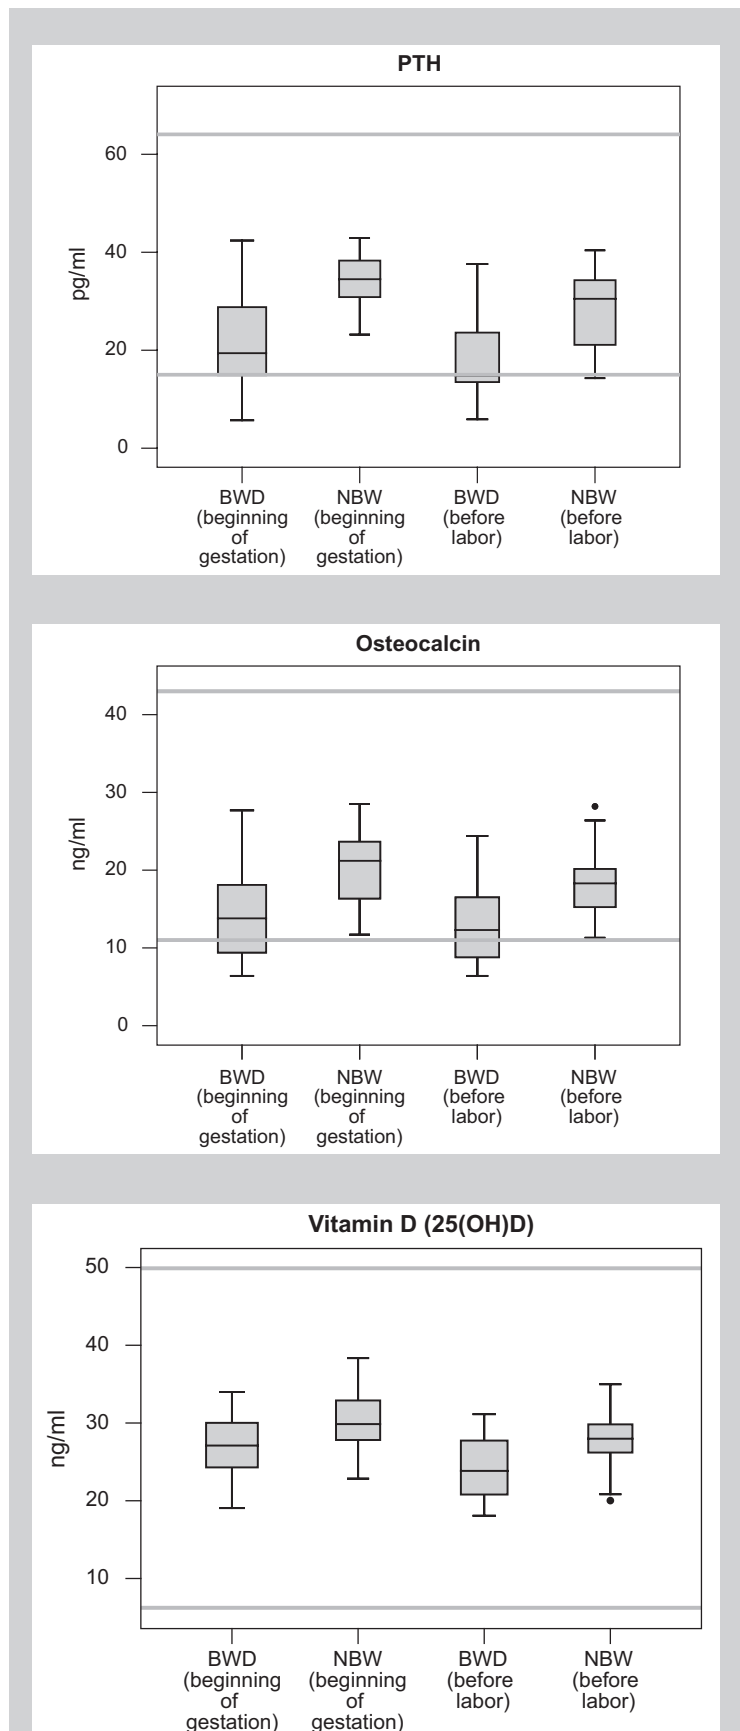 PTH
60
40
20
0
pg/ml
BWD NBW BWD NBW
(beginning (beginning (before (before
of of labor) labor)
gestation) gestation)
Osteocalcin
40
30
20
10
0
ng/ml
BWD NBW BWD NBW
(beginning (beginning (before (before
of of labor) labor)
gestation) gestation)
Vitamin D (25(OH)D)
50
40
30
20
10
ng/ml
BWD NBW BWD NBW
(beginning (beginning (before (before
of of labor) labor)
gestation) gestation)